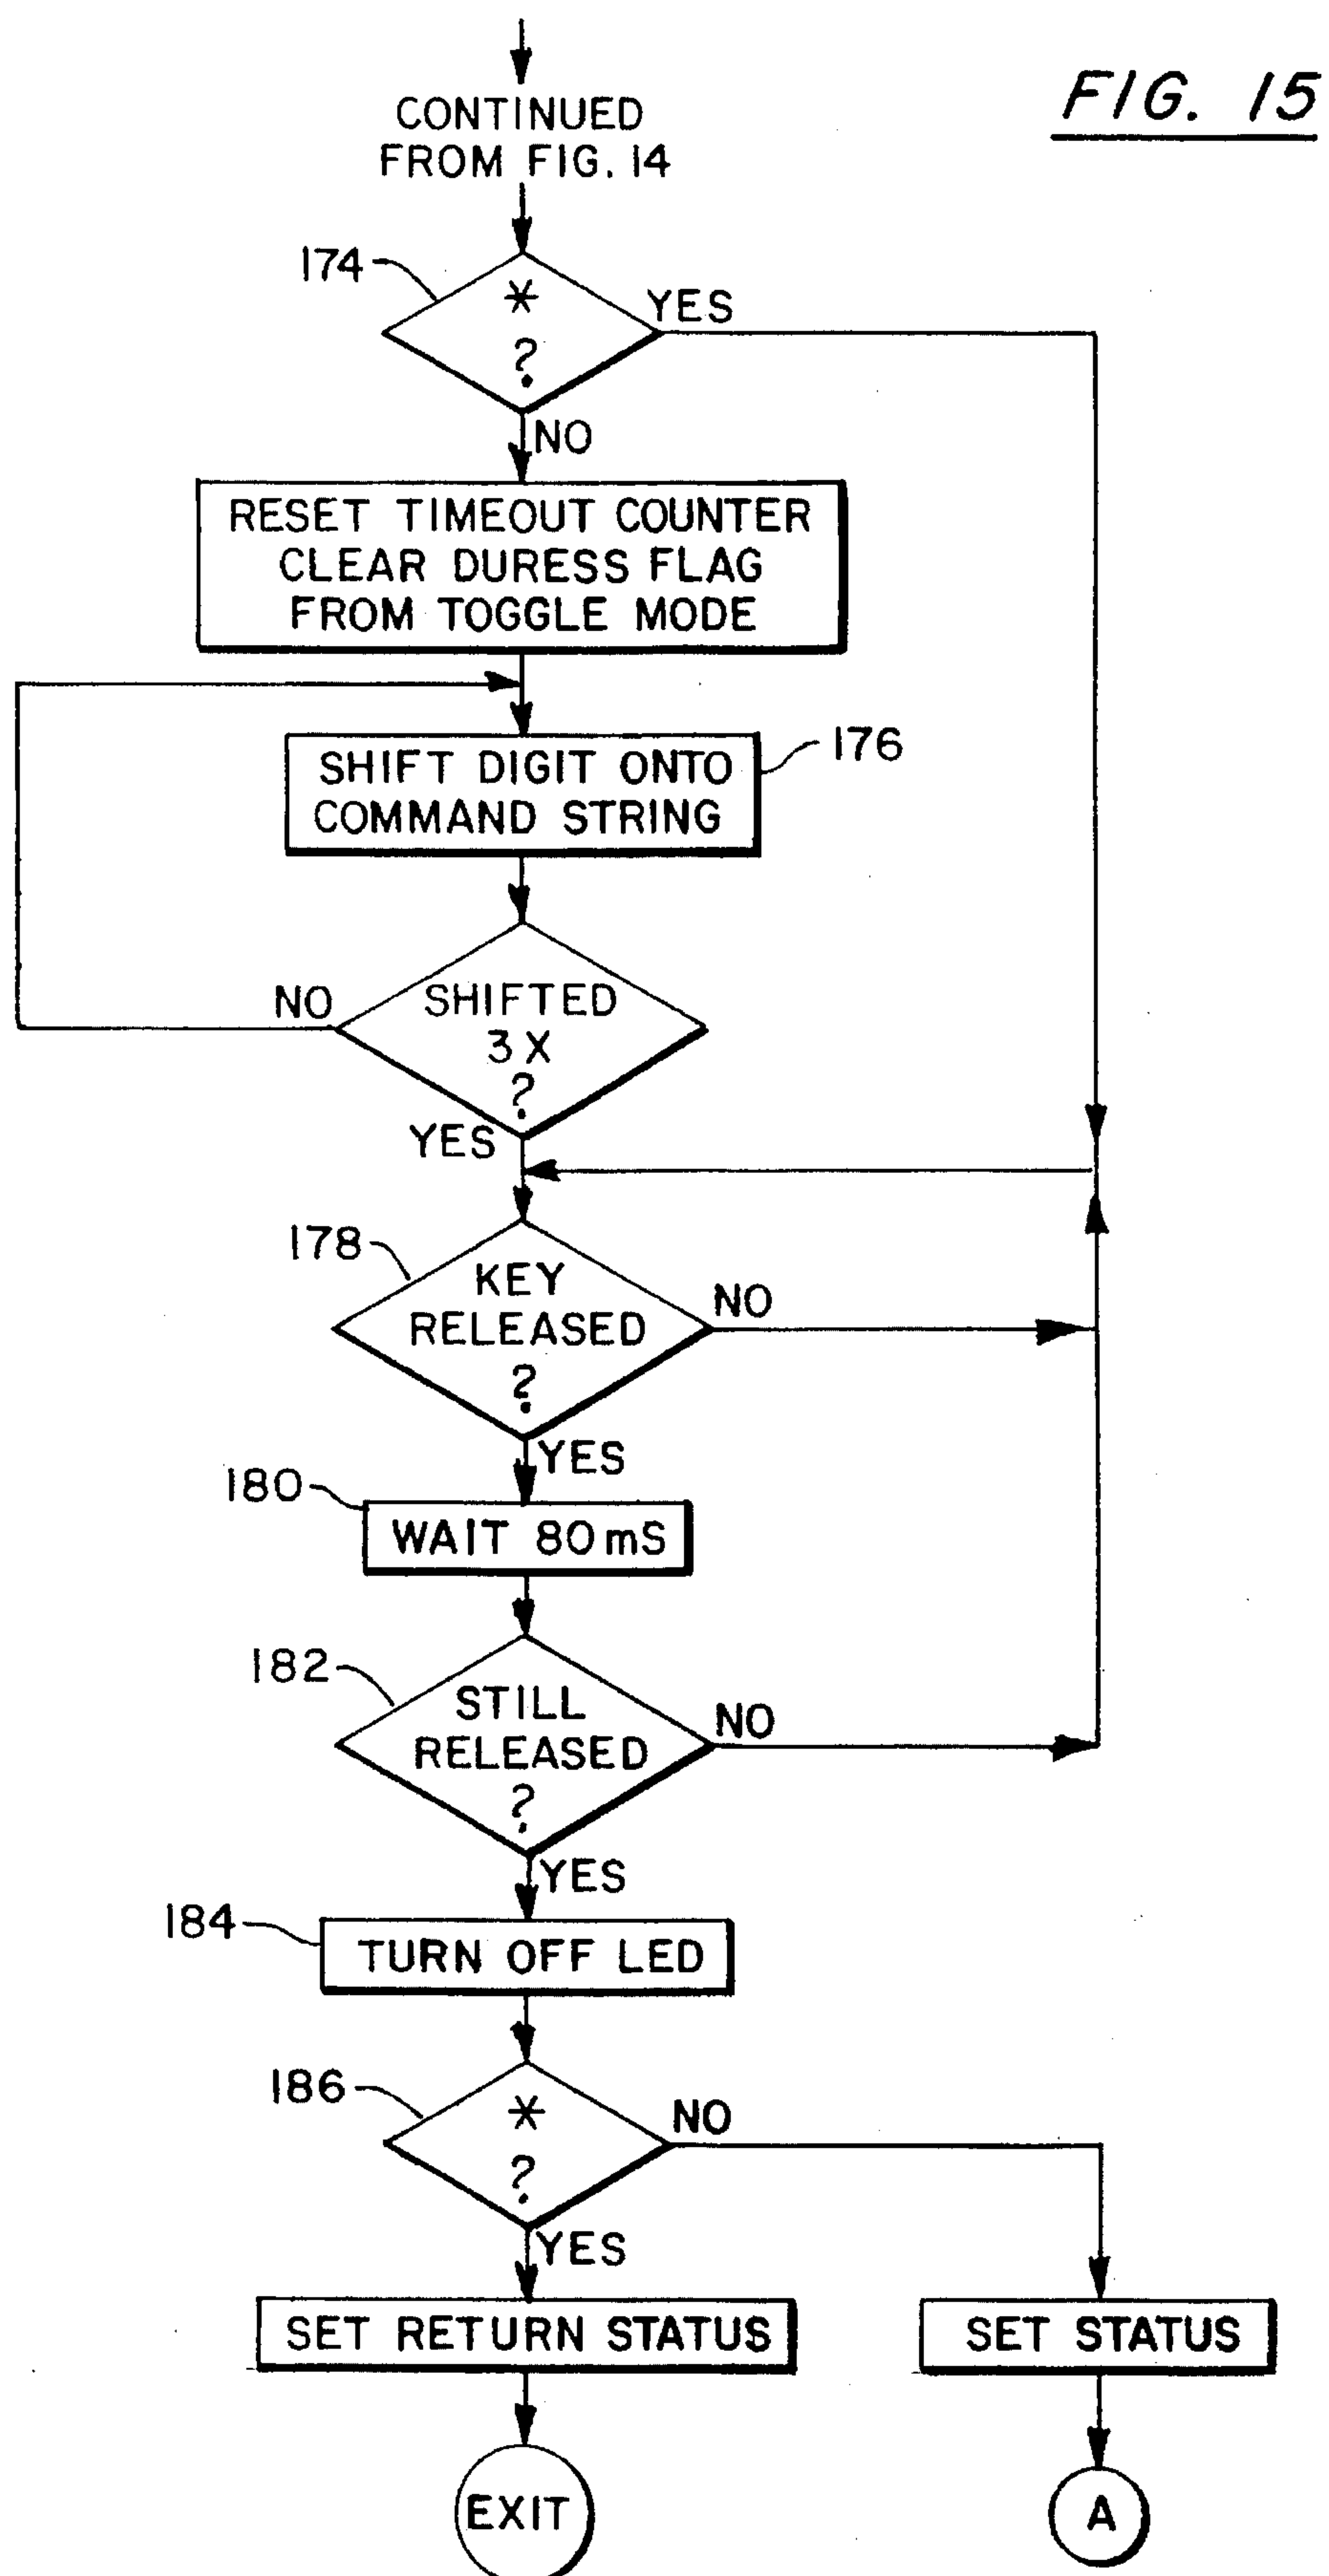 FIG. 15
CONTINUED
FROM FIG. 14
174
*
?
YES
NO
RESET TIMEOUT COUNTER
CLEAR DURESS FLAG
FROM TOGGLE MODE
SHIFT DIGIT ONTO
COMMAND STRING
176
NO
SHIFTED
3X
?
YES
178
KEY
RELEASED
?
NO
YES
180
WAIT 80mS
182
STILL
RELEASED
?
NO
YES
184
TURN OFF LED
186
*
?
NO
YES
SET RETURN STATUS
SET STATUS
EXIT
A